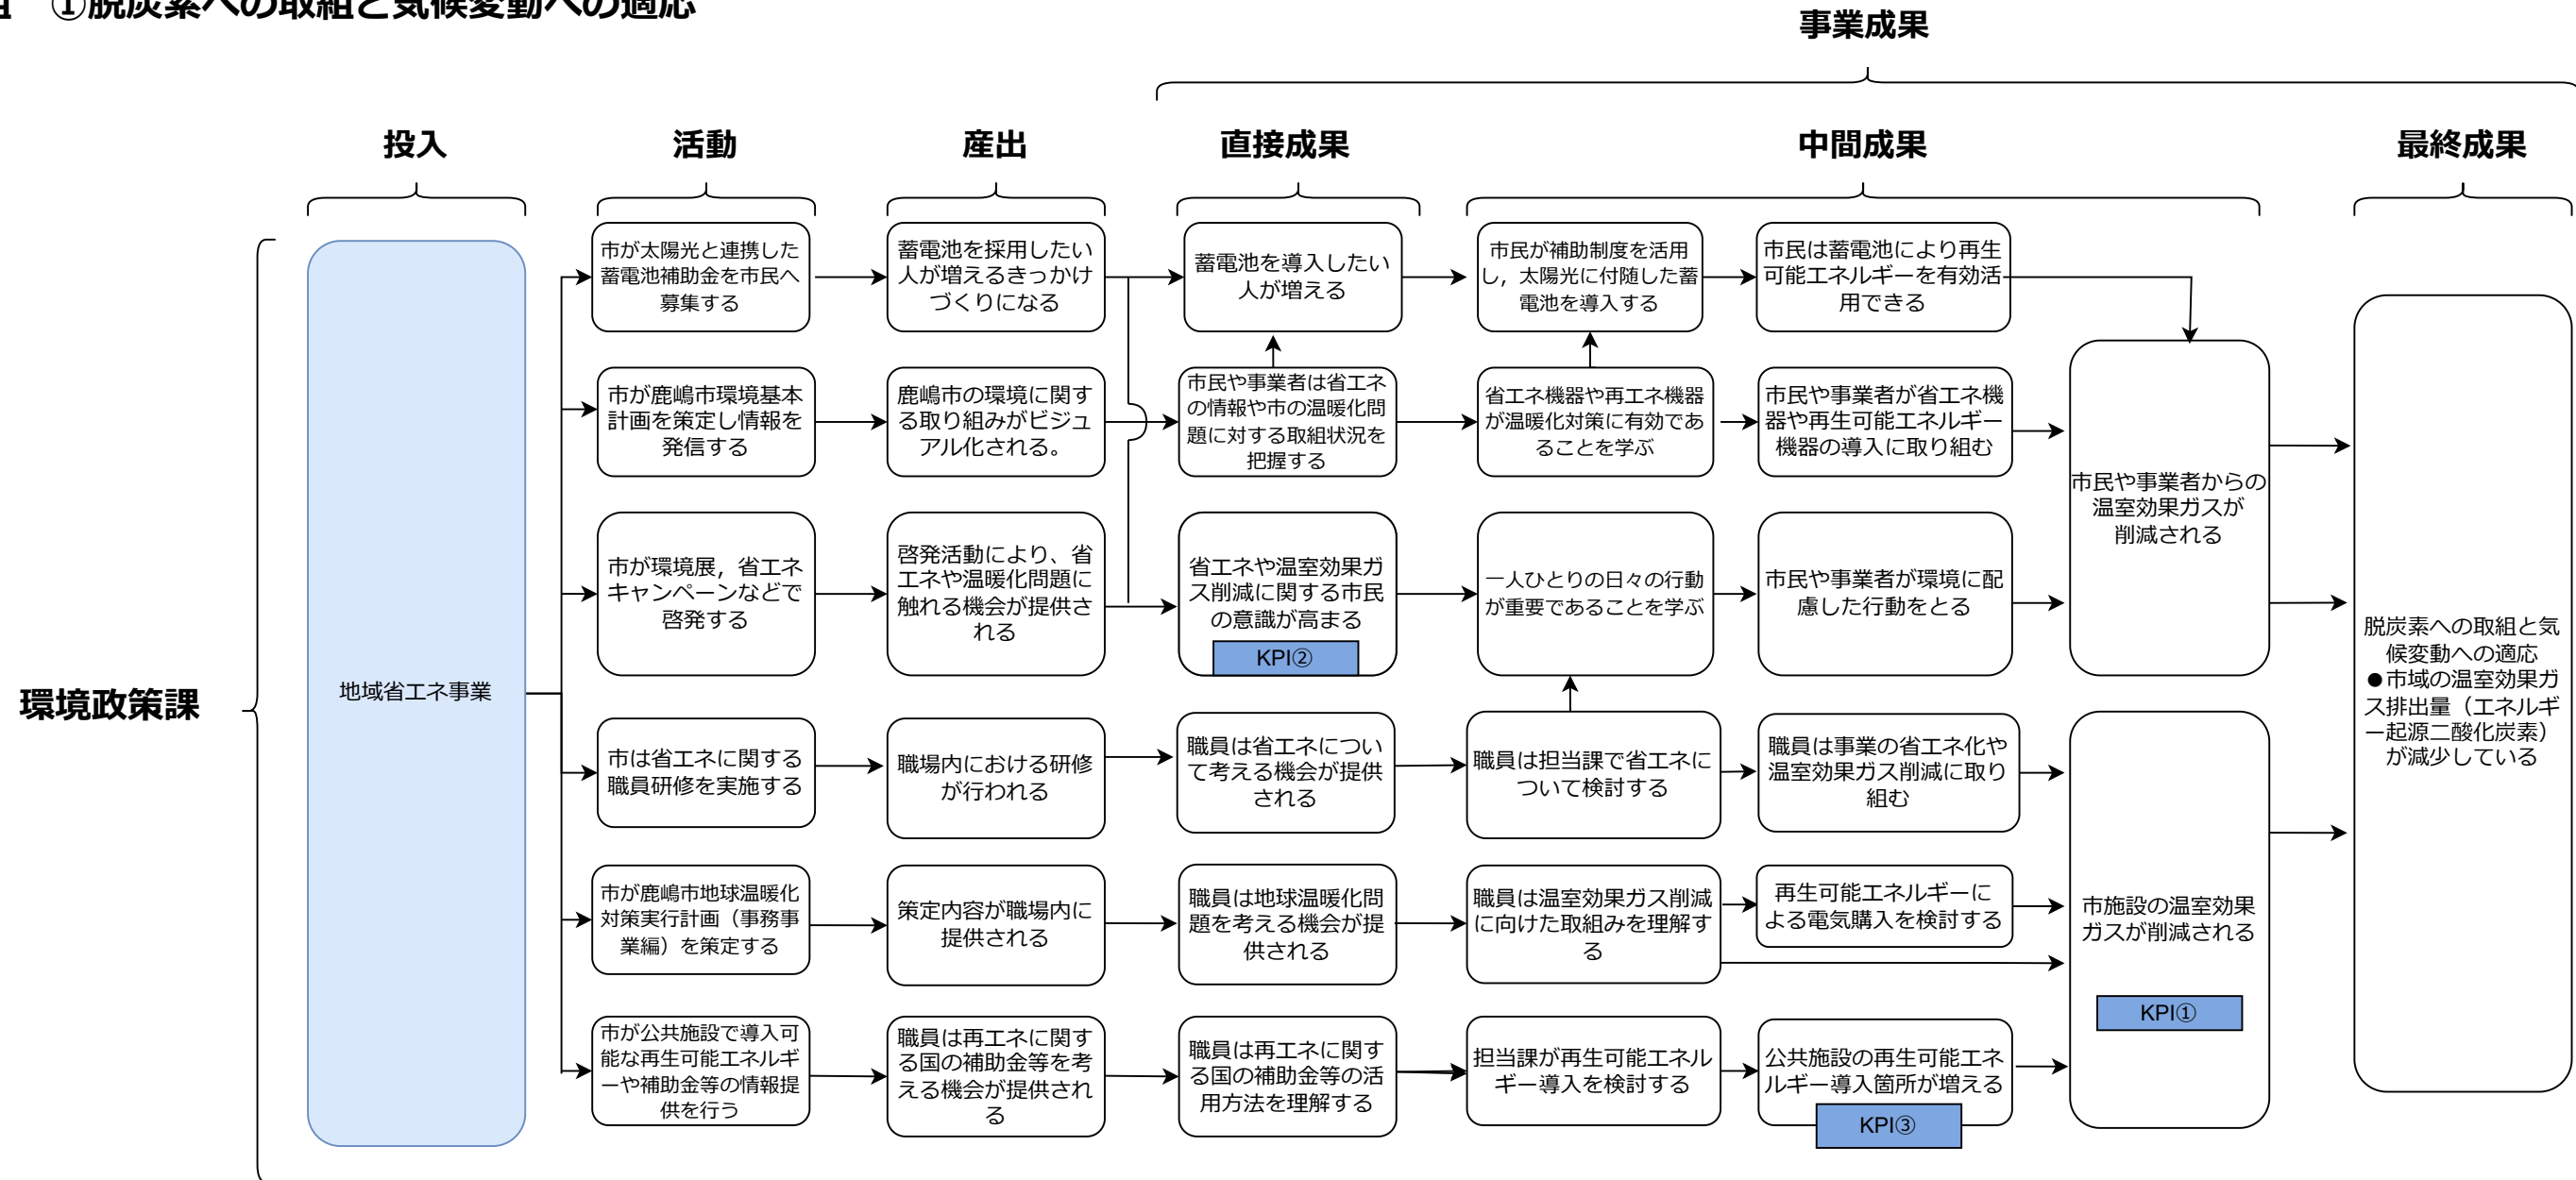 ①脱炭素への取組と気候変動への適応
事業成果
投入
活動
産出
直接成果
中間成果
最終成果
環境政策課
地域省エネ事業
市が太陽光と連携した
蓄電池補助金を市民へ
募集する
蓄電池を採用したい
人が増えるきっかけ
づくりになる
蓄電池を導入したい
人が増える
市民が補助制度を活用
し，太陽光に付随した蓄
電池を導入する
市民は蓄電池により再生
可能エネルギーを有効活
用できる
市が鹿嶋市環境基本
計画を策定し情報を
発信する
鹿嶋市の環境に関す
る取り組みがビジュ
アル化される。
市民や事業者は省エネ
の情報や市の温暖化問
題に対する取組状況を
把握する
省エネ機器や再エネ機器
が温暖化対策に有効であ
ることを学ぶ
市民や事業者が省エネ機
器や再生可能エネルギー
機器の導入に取り組む
市民や事業者からの
温室効果ガスが
削減される
市が環境展，省エネ
キャンペーンなどで
啓発する
啓発活動により、省
エネや温暖化問題に
触れる機会が提供さ
れる
省エネや温室効果ガ
ス削減に関する市民
の意識が高まる
KPI②
一人ひとりの日々の行動
が重要であることを学ぶ
市民や事業者が環境に配
慮した行動をとる
脱炭素への取組と気
候変動への適応
●市域の温室効果ガ
ス排出量（エネルギ
ー起源二酸化炭素）
が減少している
市は省エネに関する
職員研修を実施する
職場内における研修
が行われる
職員は省エネについ
て考える機会が提供
される
職員は担当課で省エネに
ついて検討する
職員は事業の省エネ化や
温室効果ガス削減に取り
組む
市が鹿嶋市地球温暖化
対策実行計画（事務事
業編）を策定する
策定内容が職場内に
提供される
職員は地球温暖化問
題を考える機会が提
供される
職員は温室効果ガス削減
に向けた取組みを理解す
る
再生可能エネルギーに
よる電気購入を検討する
市施設の温室効果
ガスが削減される
KPI①
市が公共施設で導入可
能な再生可能エネルギ
ーや補助金等の情報提
供を行う
職員は再エネに関す
る国の補助金等を考
える機会が提供され
る
職員は再エネに関す
る国の補助金等の活
用方法を理解する
担当課が再生可能エネル
ギー導入を検討する
公共施設の再生可能エネ
ルギー導入箇所が増える
KPI③